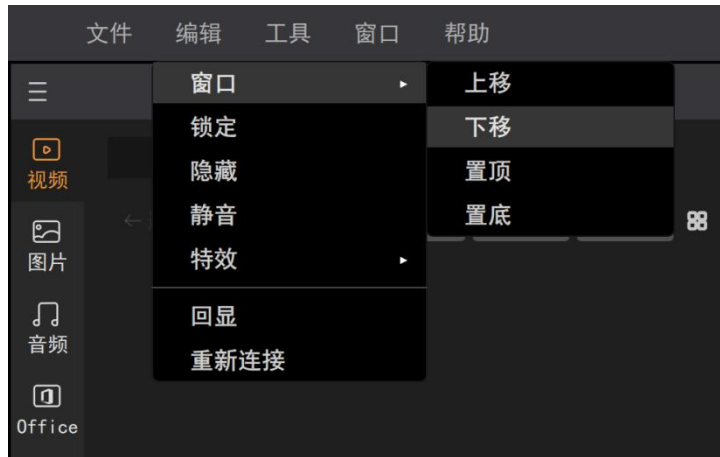 文件 编辑 工具 窗口 帮助
窗口 上移
锁定 下移
视频
隐藏 置顶
静音 置底
图片
特效
音频
回显
重新连接
Office